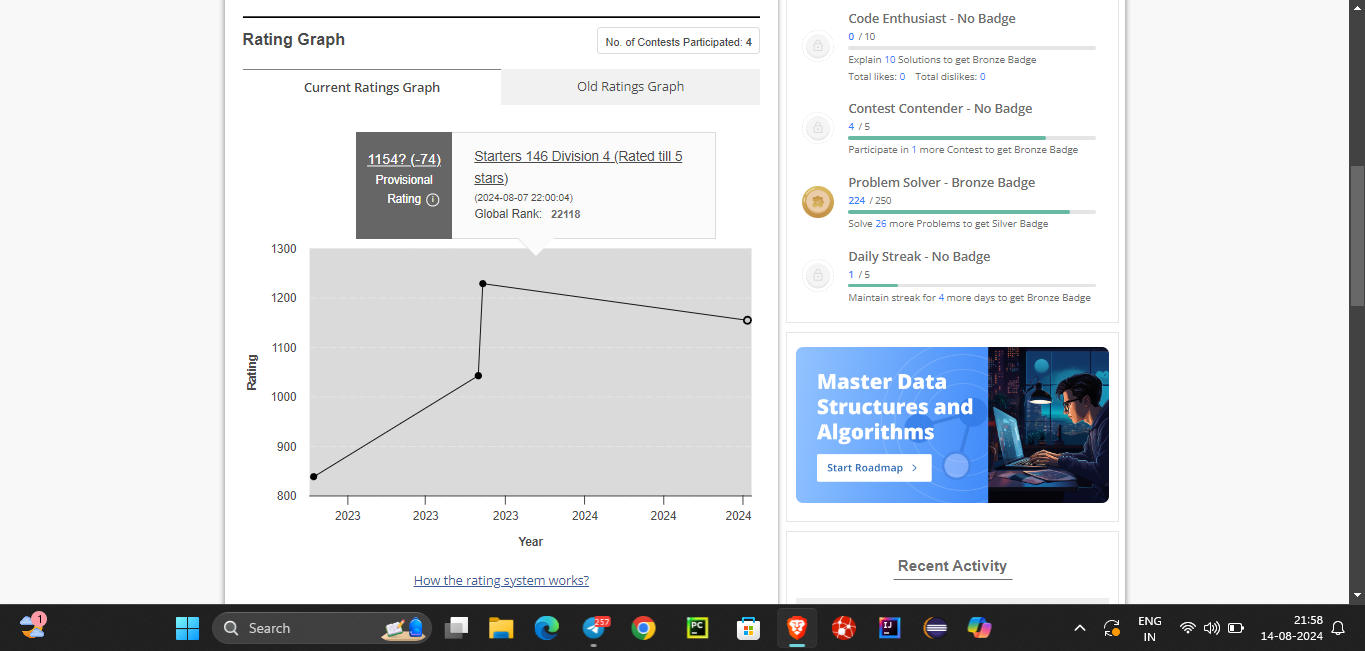 Rating Graph
No. of Contests Participated: 4
Current Ratings Graph
Old Ratings Graph
1154? (-74)
Provisional
Rating
Starters 146 Division 4 (Rated till 5
stars)
(2024-08-07 22:00:04)
Global Rank: 22118
1300
1200
1100
1000
900
800
Rating
2023 2023 2023 2024 2024 2024
Year
How the rating system works?
Code Enthusiast - No Badge
0 / 10
Explain 10 Solutions to get Bronze Badge
Total likes: 0 Total dislikes: 0
Contest Contender - No Badge
4 / 5
Participate in 1 more Contest to get Bronze Badge
Problem Solver - Bronze Badge
224 / 250
Solve 26 more Problems to get Silver Badge
Daily Streak - No Badge
1 / 5
Maintain streak for 4 more days to get Bronze Badge
Master Data
Structures and
Algorithms
Start Roadmap >
Recent Activity
1
Search
257
PC
IJ
ENG
IN
21:58
14-08-2024